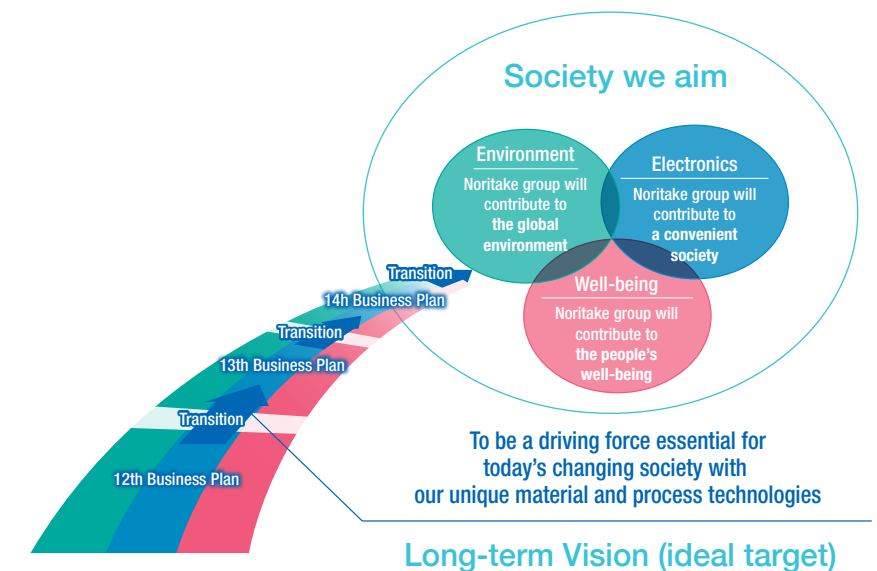 Society we aim
Environment
Noritake group will
contribute to
the global
environment
Electronics
Noritake group will
contribute to
a convenient
society
Well-being
Noritake group will
contribute to
the people's
well-being
Transition
14h Business Plan
Transition
13th Business Plan
Transition
12th Business Plan
To be a driving force essential for
today's changing society with
our unique material and process technologies
Long-term Vision (ideal target)